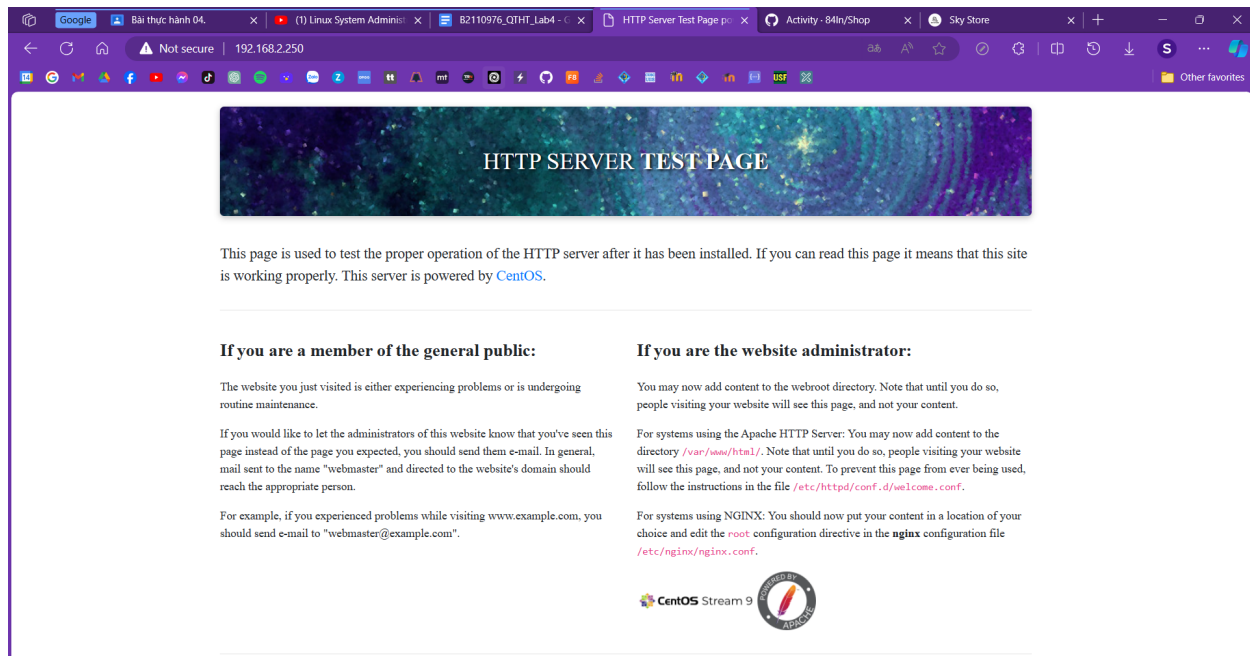 Google
Bài thực hành 04.
(1) Linux System Administ
B2110976_QTHT_Lab4 - G
HTTP Server Test Page po
Activity · 84ln/Shop
Sky Store
Not secure
192.168.2.250
S
Other favorites
HTTP SERVER TEST PAGE
This page is used to test the proper operation of the HTTP server after it has been installed. If you can read this page it means that this site
is working properly. This server is powered by CentOS.
If you are a member of the general public:
The website you just visited is either experiencing problems or is undergoing
routine maintenance.
If you would like to let the administrators of this website know that you've seen this
page instead of the page you expected, you should send them e-mail. In general,
mail sent to the name "webmaster" and directed to the website's domain should
reach the appropriate person.
For example, if you experienced problems while visiting www.example.com, you
should send e-mail to "webmaster@example.com".
If you are the website administrator:
You may now add content to the webroot directory. Note that until you do so,
people visiting your website will see this page, and not your content.
For systems using the Apache HTTP Server: You may now add content to the
directory /var/www/html/. Note that until you do so, people visiting your website
will see this page, and not your content. To prevent this page from ever being used,
follow the instructions in the file /etc/httpd/conf.d/welcome.conf.
For systems using NGINX: You should now put your content in a location of your
choice and edit the root configuration directive in the nginx configuration file
/etc/nginx/nginx.conf.
CentOS Stream 9
POWERED BY
APACHE